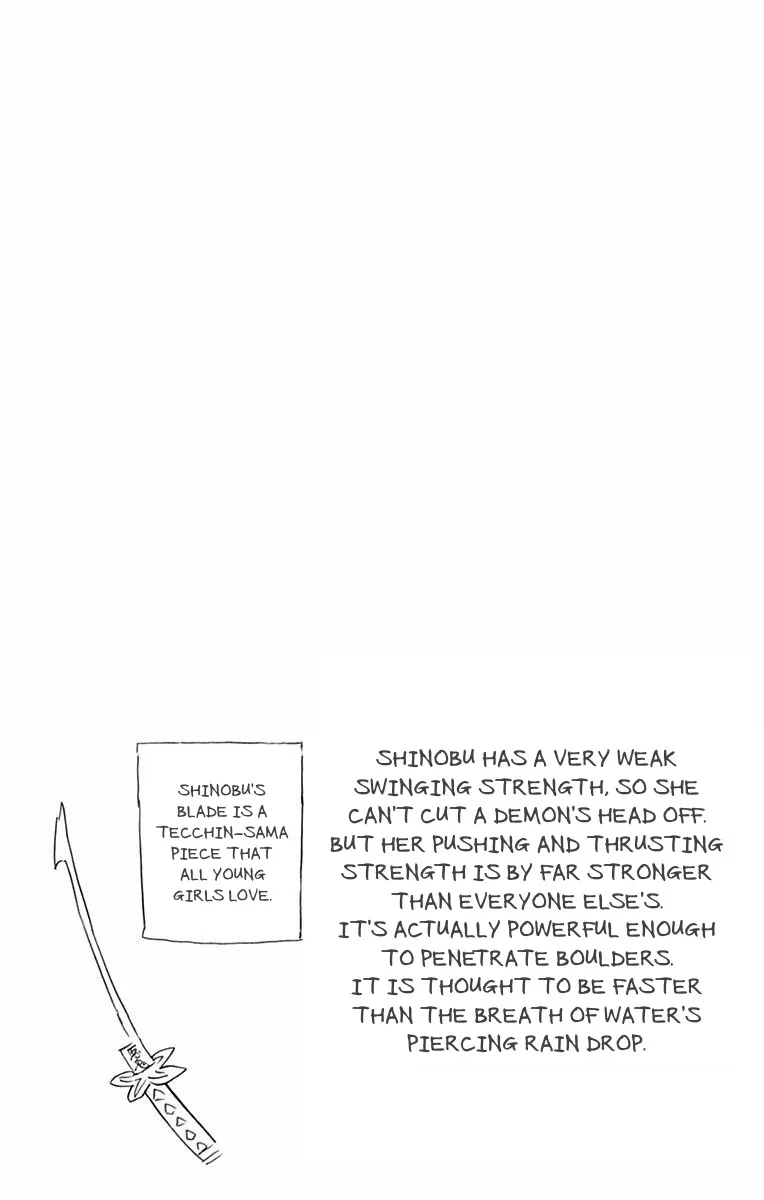 SHINOBU'S
BLADE IS A
TECCHIN-SAMA
PIECE THAT
ALL YOUNG
GIRLS LOVE.
SHINOBU HAS A VERY WEAK
SWINGING STRENGTH, SO SHE
CAN'T CUT A DEMON'S HEAD OFF.
BUT HER PUSHING AND THRUSTING
STRENGTH IS BY FAR STRONGER
THAN EVERYONE ELSE'S.
IT'S ACTUALLY POWERFUL ENOUGH
TO PENETRATE BOULDERS.
IT IS THOUGHT TO BE FASTER
THAN THE BREATH OF WATER'S
PIERCING RAIN DROP.